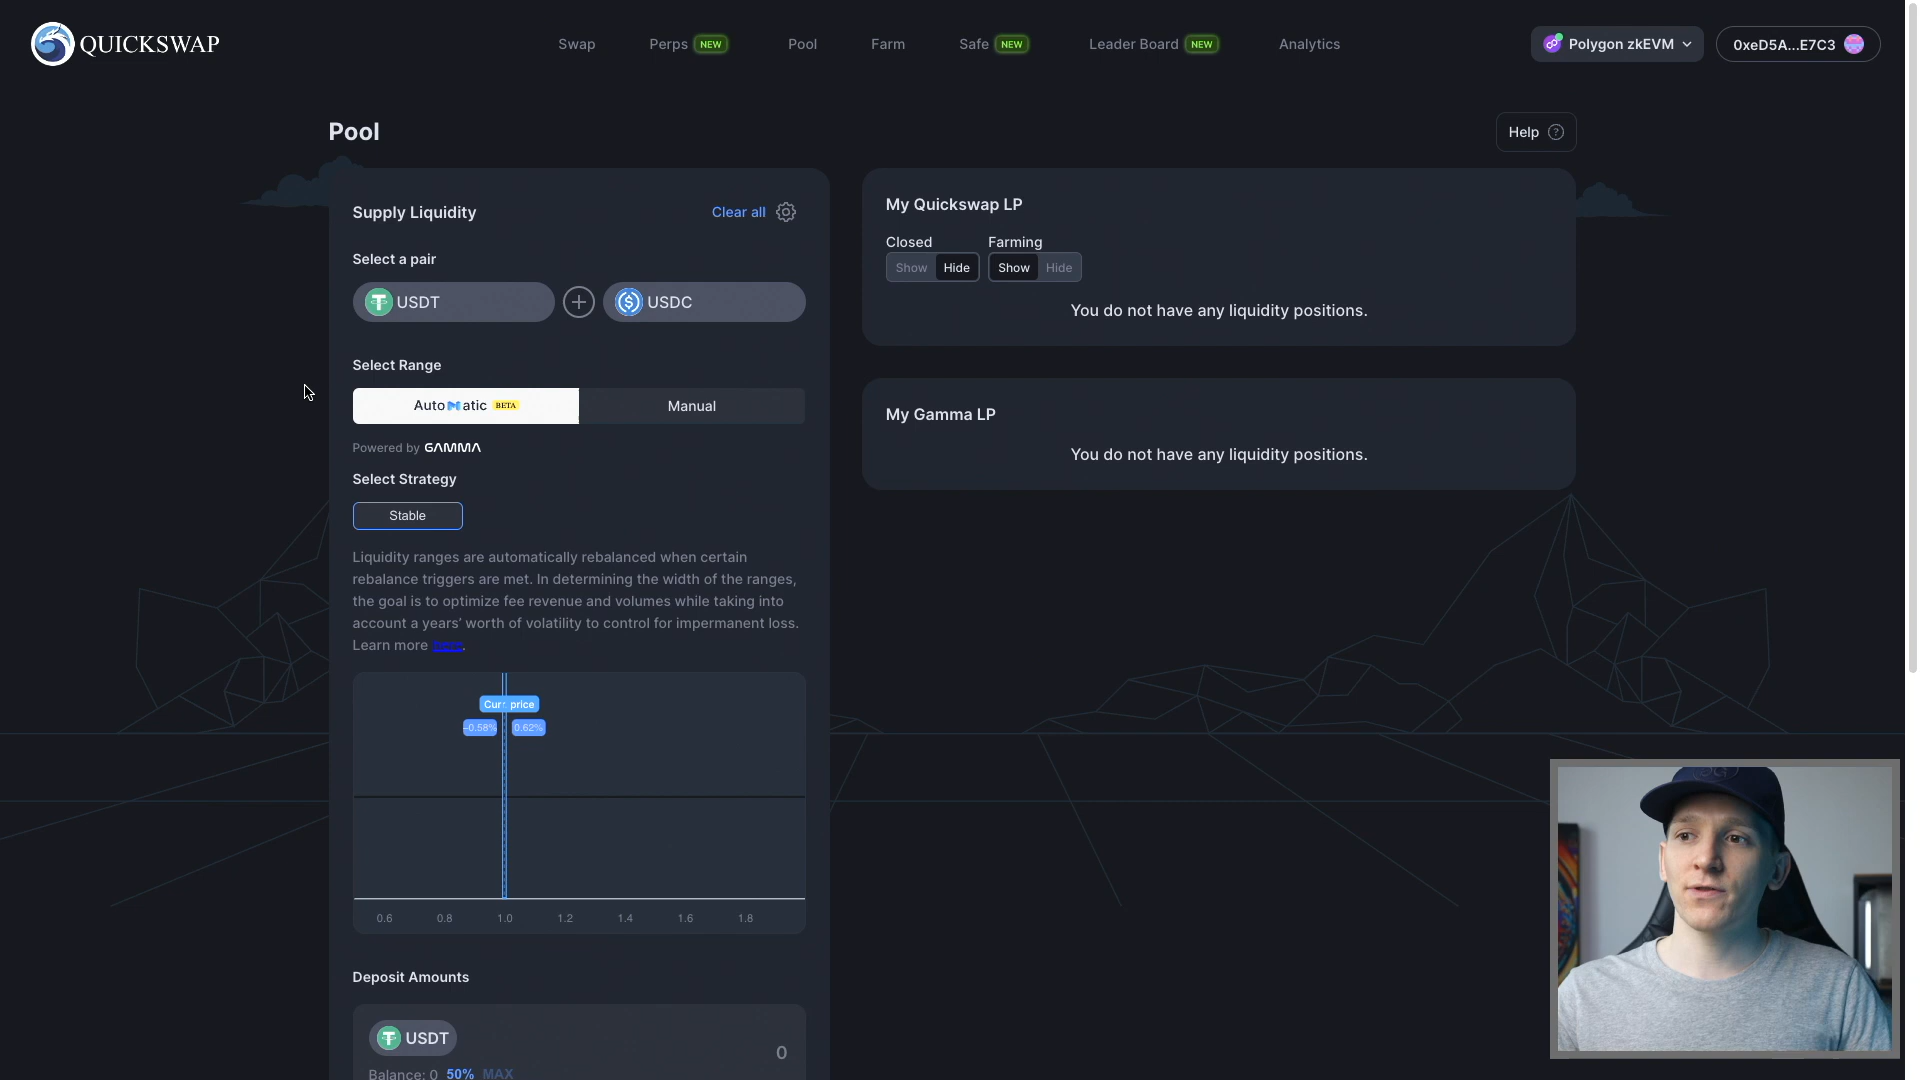 QUICKSWAP
Swap
Perps NEW
Pool
Farm
Safe NEW
Leader Board NEW
Analytics
Polygon zkEVM
0xeD5A...E7C3
Pool
Help ?
Supply Liquidity
Clear all
Select a pair
USDT
USDC
Select Range
Automatic BETA
Manual
Powered by GAMMA
Select Strategy
Stable
Liquidity ranges are automatically rebalanced when certain
rebalance triggers are met. In determining the width of the ranges,
the goal is to optimize fee revenue and volumes while taking into
account a years’ worth of volatility to control for impermanent loss.
Learn more here.
price
-0.58%
0.62%
0.6 0.8 1.0 1.2 1.4 1.6 1.8
Deposit Amounts
USDT
0
Balance: 0 50% MAX
My Quickswap LP
Closed
Farming
Show Hide
Show Hide
You do not have any liquidity positions.
My Gamma LP
You do not have any liquidity positions.